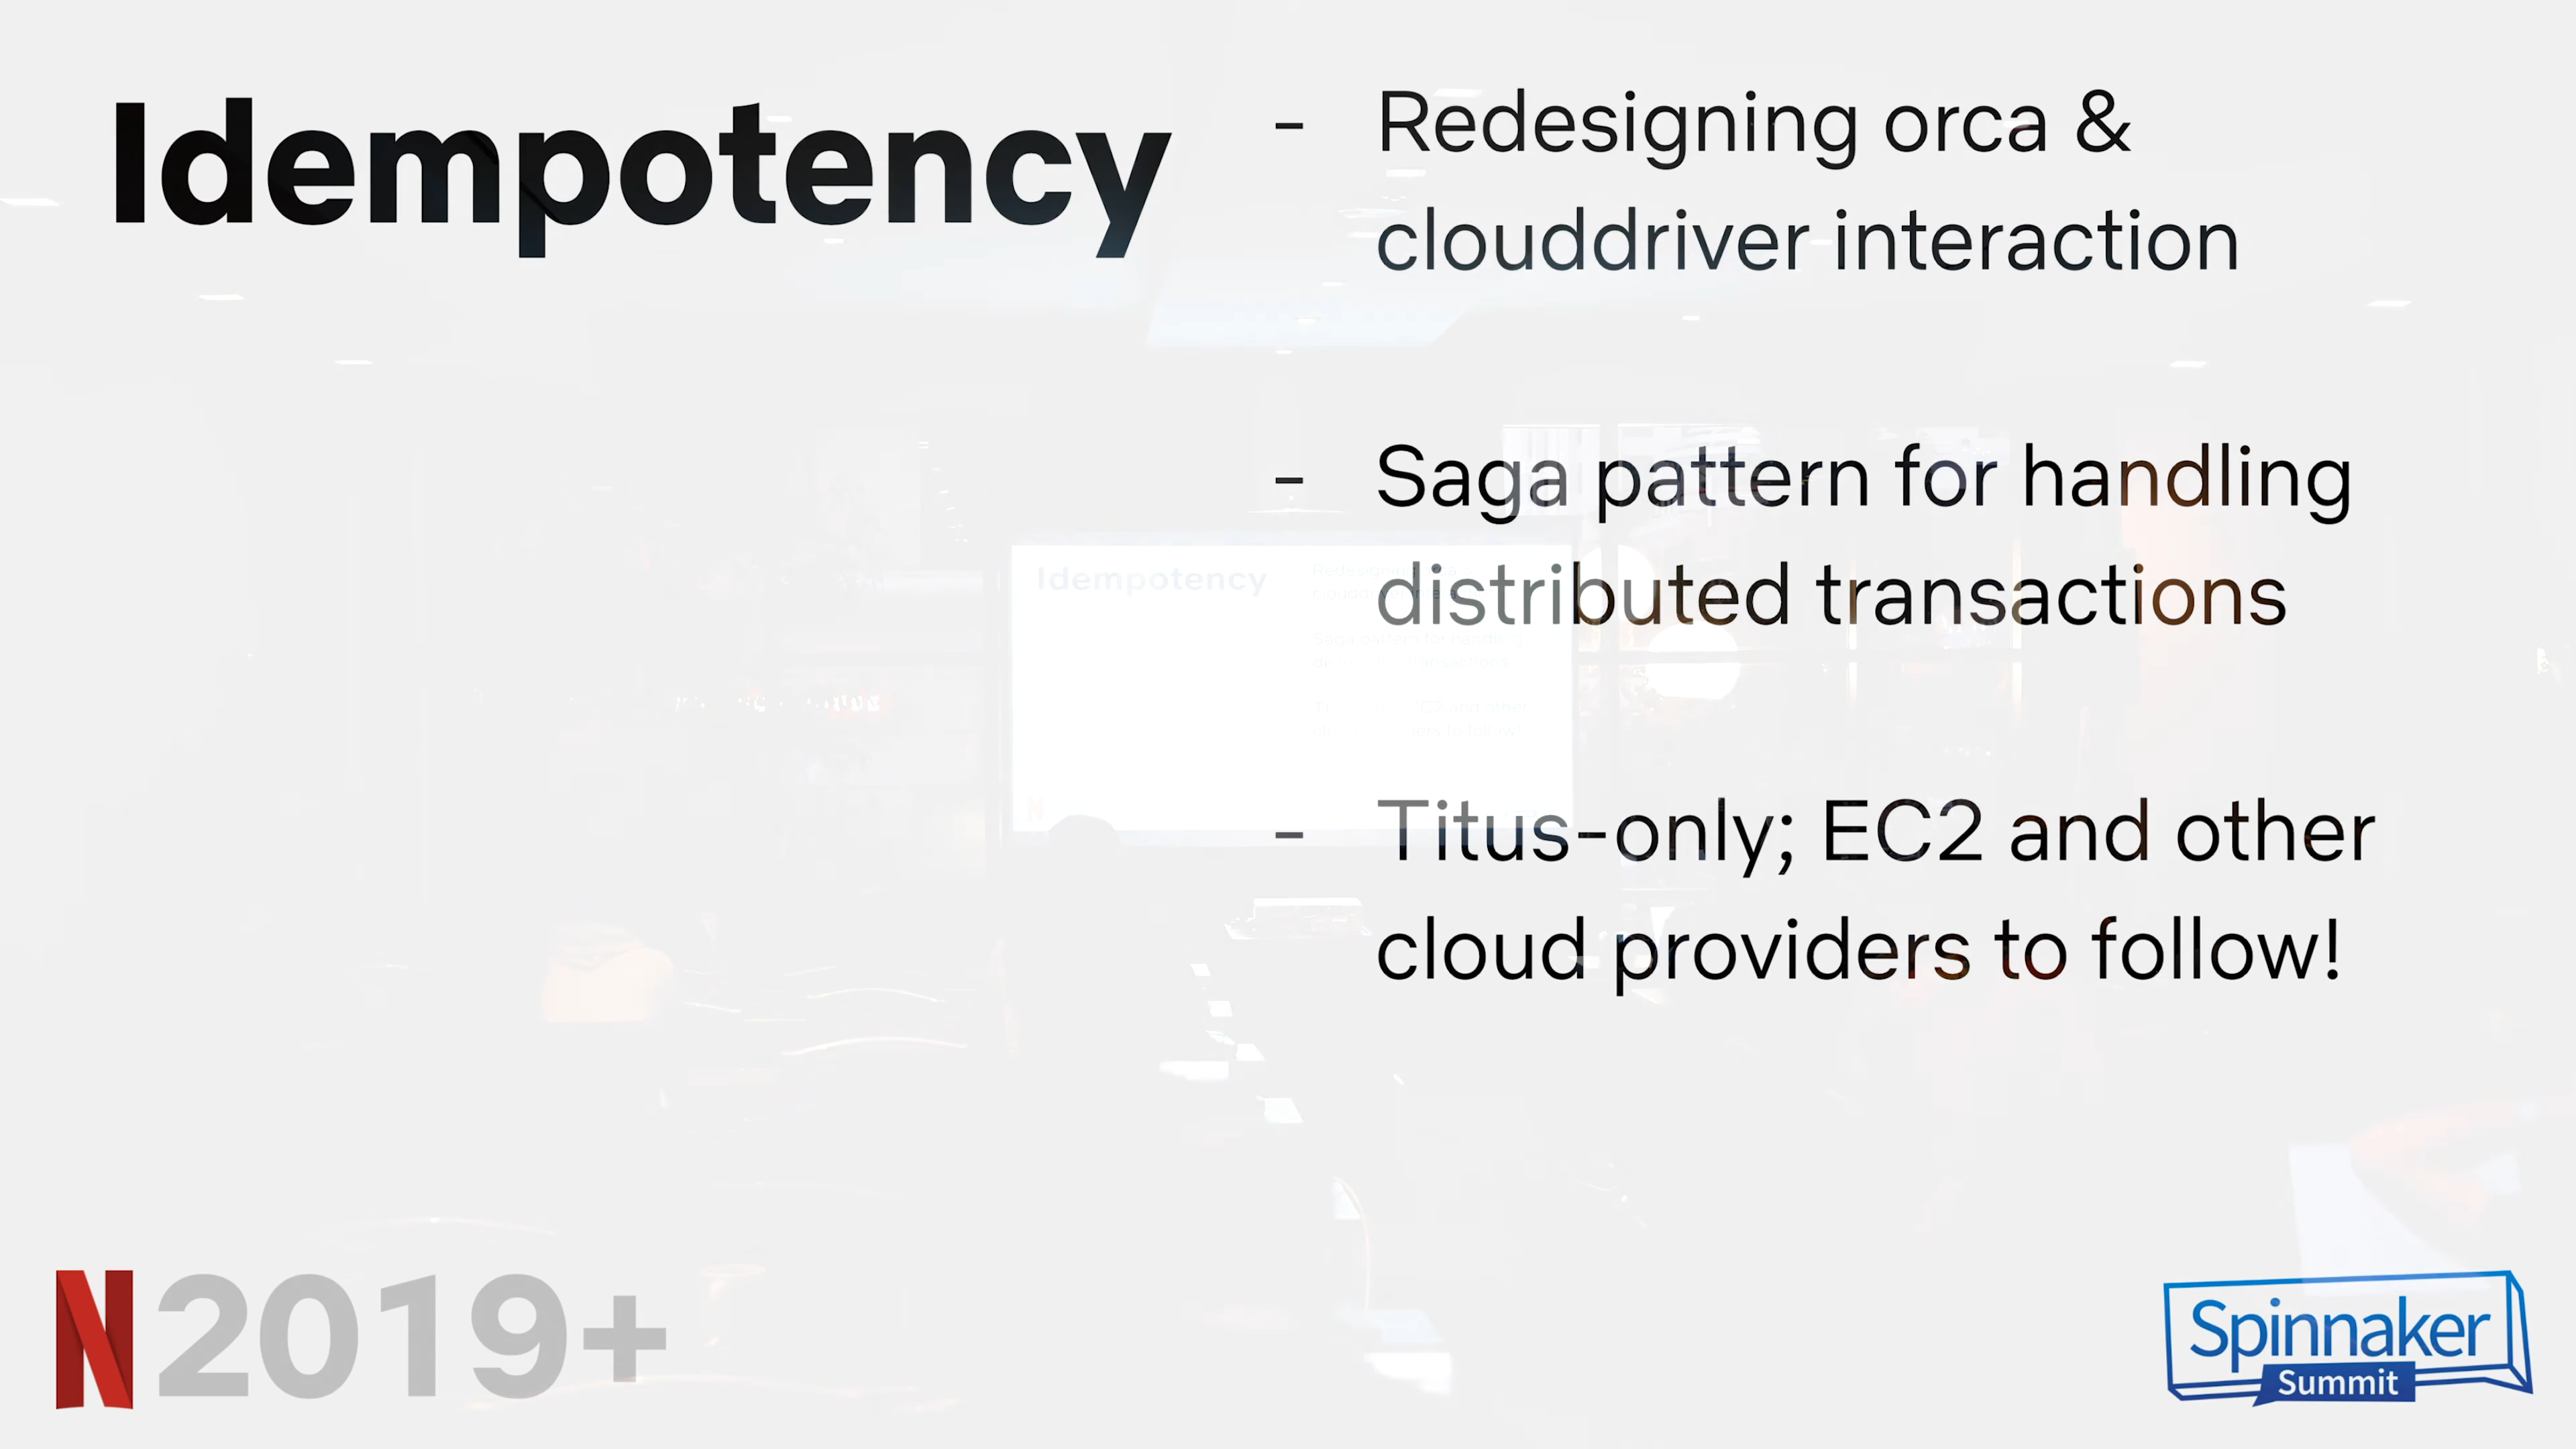 Idempotency
- Redesigning orca &
clouddriver interaction
- Saga pattern for handling
distributed transactions
- Titus-only; EC2 and other
cloud providers to follow!
Idempotency
N 2019+
Spinnaker
Summit